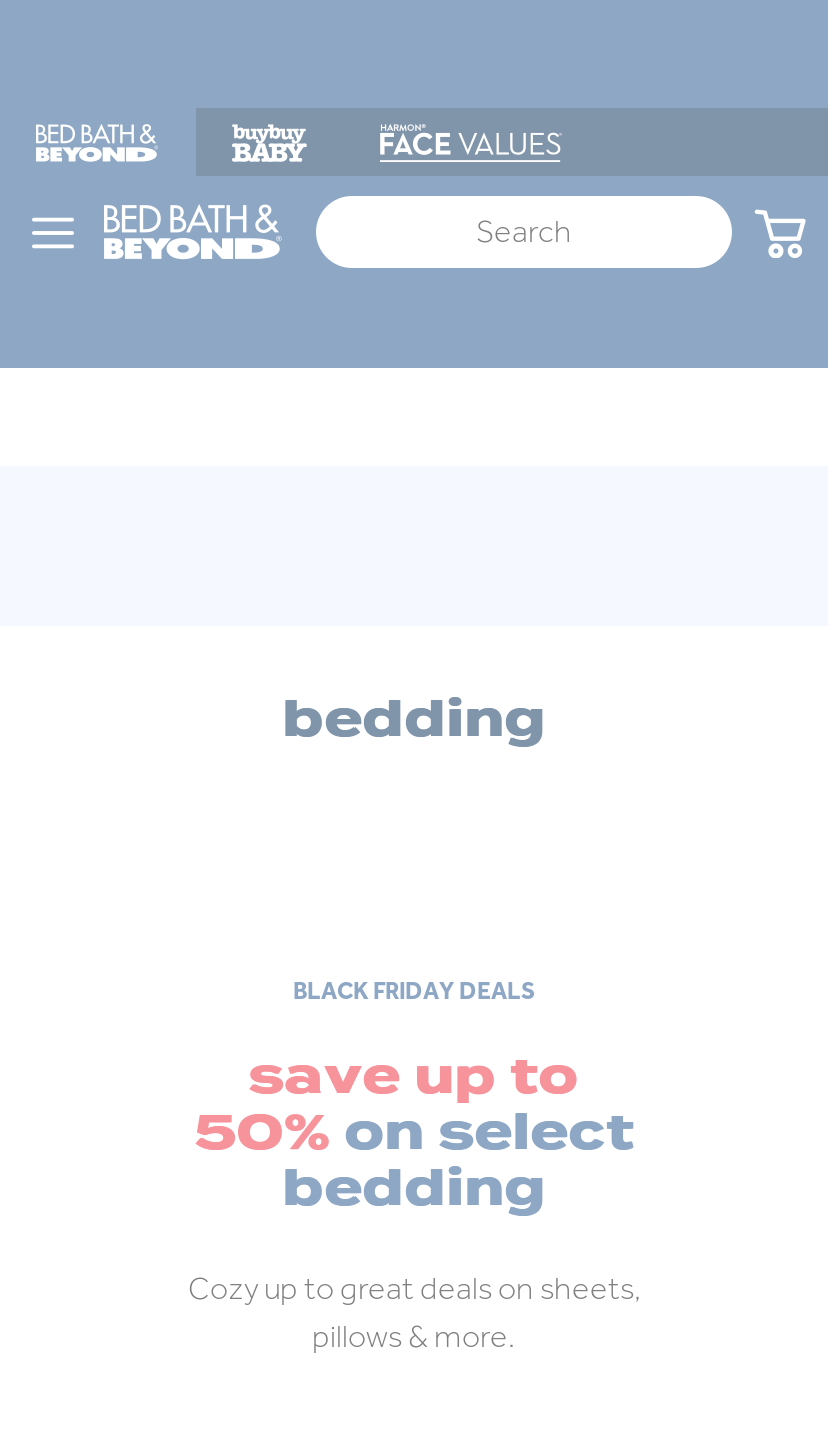 BED BATH &
BEYOND®
buybuy
BABY
HARMON®
FACE VALUES
BED BATH &
BEYOND®
Search
bedding
BLACK FRIDAY DEALS
save up to
50% on select
bedding
Cozy up to great deals on sheets,
pillows & more.